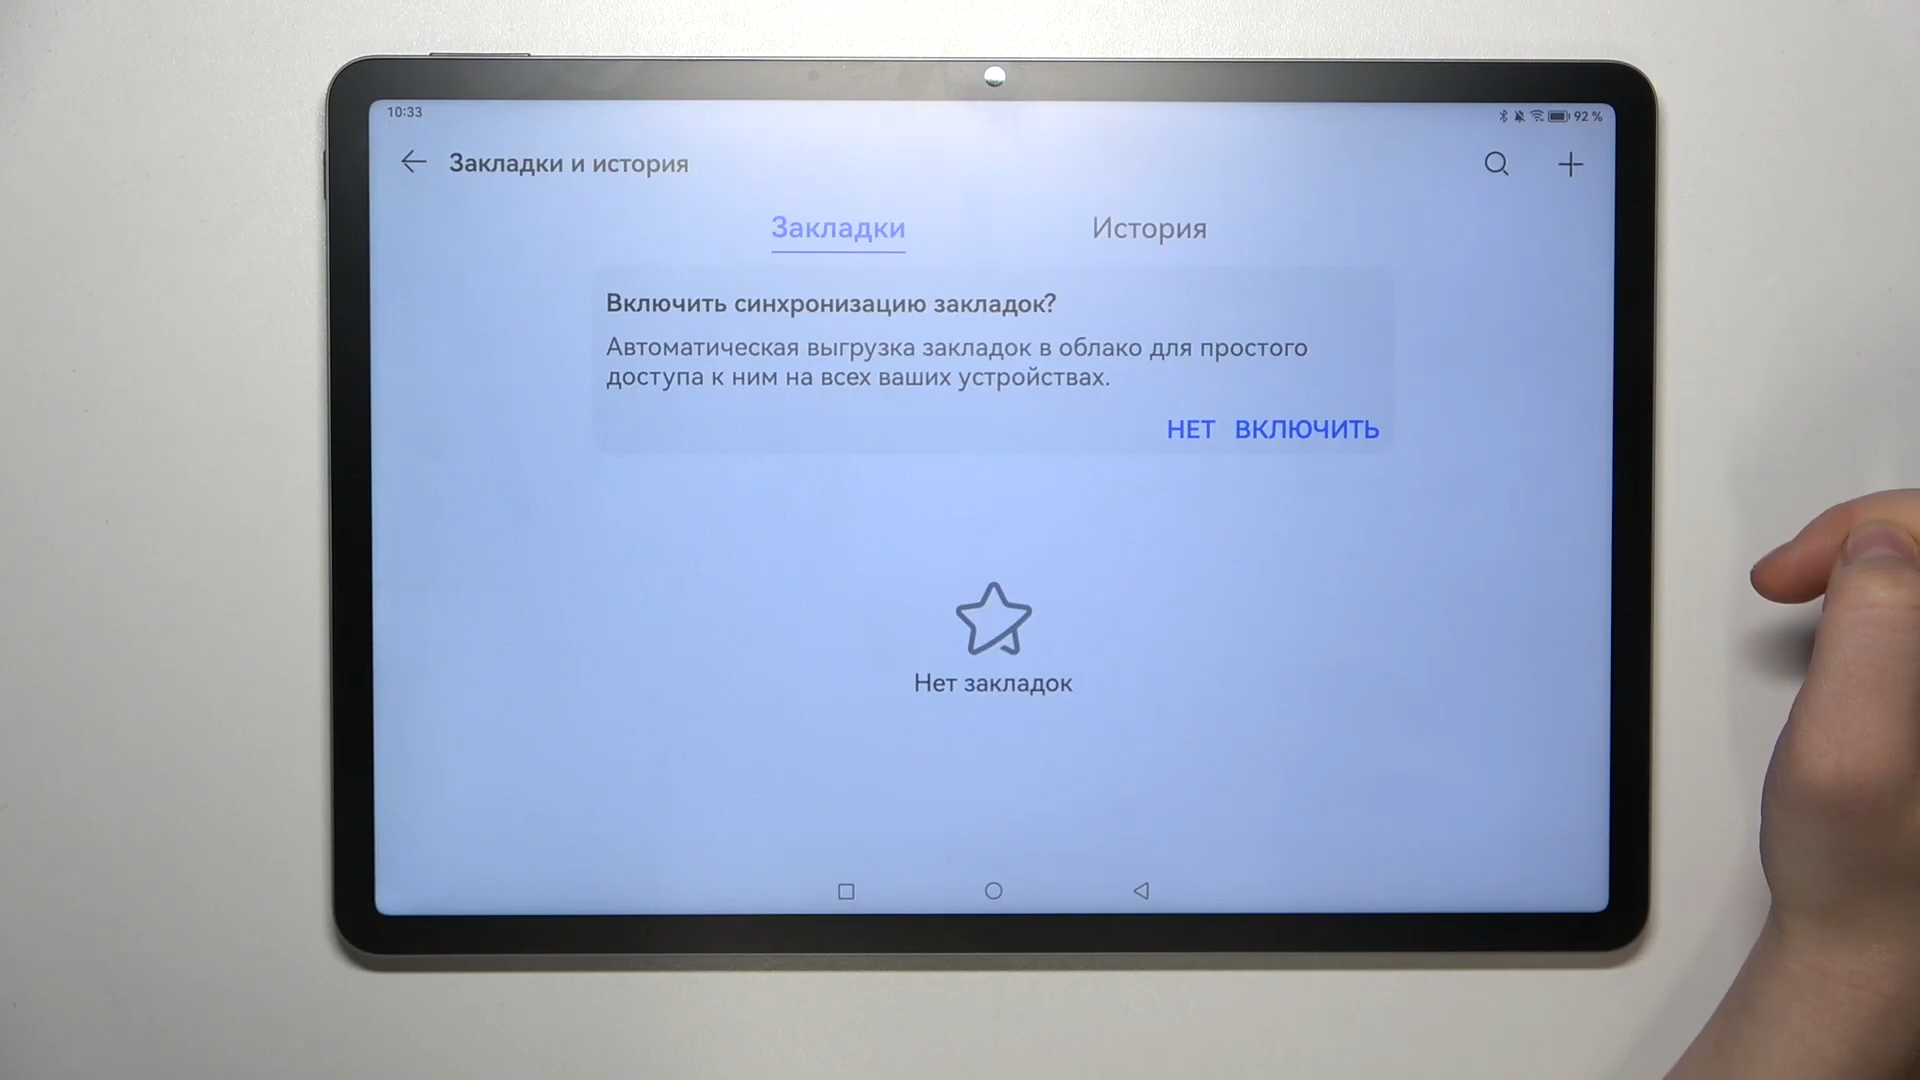 10:33
92 %
Закладки и история
Закладки
История
Включить синхронизацию закладок?
Автоматическая выгрузка закладок в облако для простого
доступа к ним на всех ваших устройствах.
НЕТ ВКЛЮЧИТЬ
Нет закладок